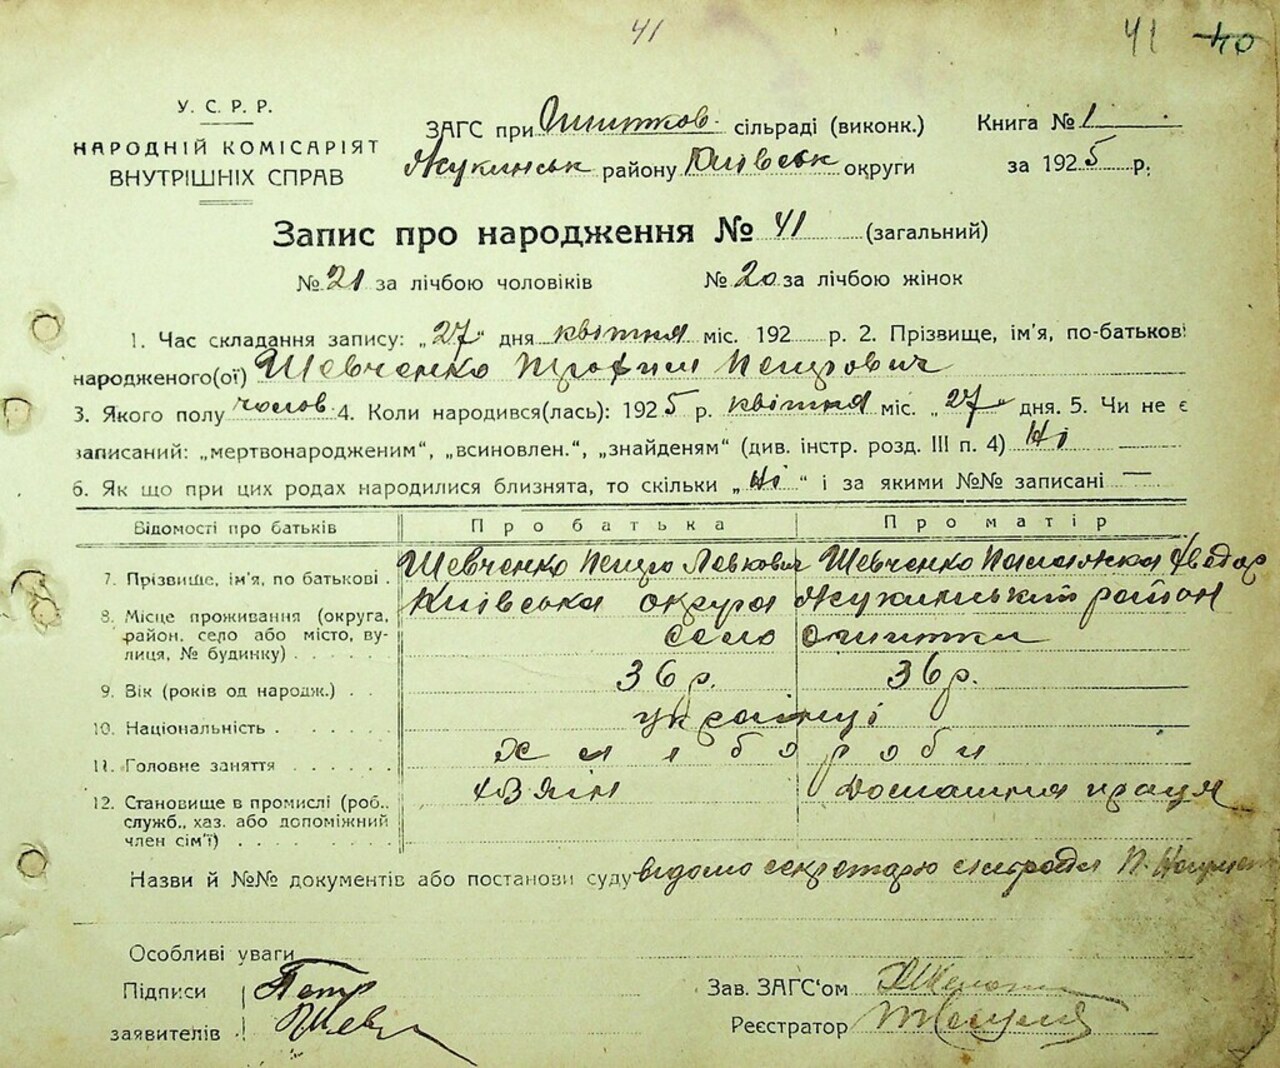 41
41 40
У. С. Р. Р.
НАРОДНІЙ КОМІСАРІЯТ
ВНУТРІШНІХ СПРАВ
ЗАГС при сільраді (виконк.)
району Київськ округи
Книга № 1
за 1925 р.
Запис про народження № 41 (загальний)
№ 21 за лічбою чоловіків № 20 за лічбою жінок
1. Час складання запису: „27" дня квітня міс. 192 р. 2. Прізвище, ім'я, по-батькові
народженого(ої) Шевченко Трофим Петрович
3. Якого полу чолов. 4. Коли народився(лась): 1925 р. квітня міс. „27" дня. 5. Чи не є
записаний: „мертвонародженим", „всиновлен.", „знайденям" (див. інстр. розд. III п. 4) Ні
6. Як що при цих родах народилися близнята, то скільки „Ні" і за якими №№ записані —
Відомості про батьків Про батька Про матір
7. Прізвище, ім'я, по батькові . Шевченко Петро Левкович Шевченко
8. Місце проживання (округа, район, село або місто, вулиця, № будинку) Київська округа район
село
9. Вік (років од народж.) . . 36 р. 36 р.
10. Національність . українці
11. Головне заняття хлібороби
12. Становище в промислі (роб., служб., хаз. або допоміжний член сім'ї) Домашня праця
Назви й №№ документів або постанови суду відомо секретарю сільради П.
Особливі уваги
Підписи Петр
заявителів Шевч
Зав. ЗАГС'ом
Реєстратор